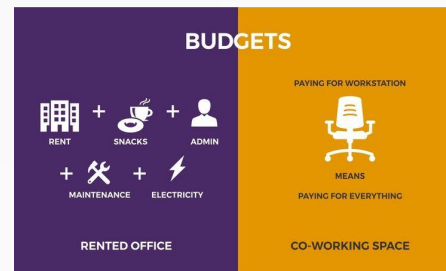 BUDGETS
+ +
RENT SNACKS ADMIN
+ +
MAINTENANCE ELECTRICITY
RENTED OFFICE
PAYING FOR WORKSTATION
MEANS
PAYING FOR EVERYTHING
CO-WORKING SPACE